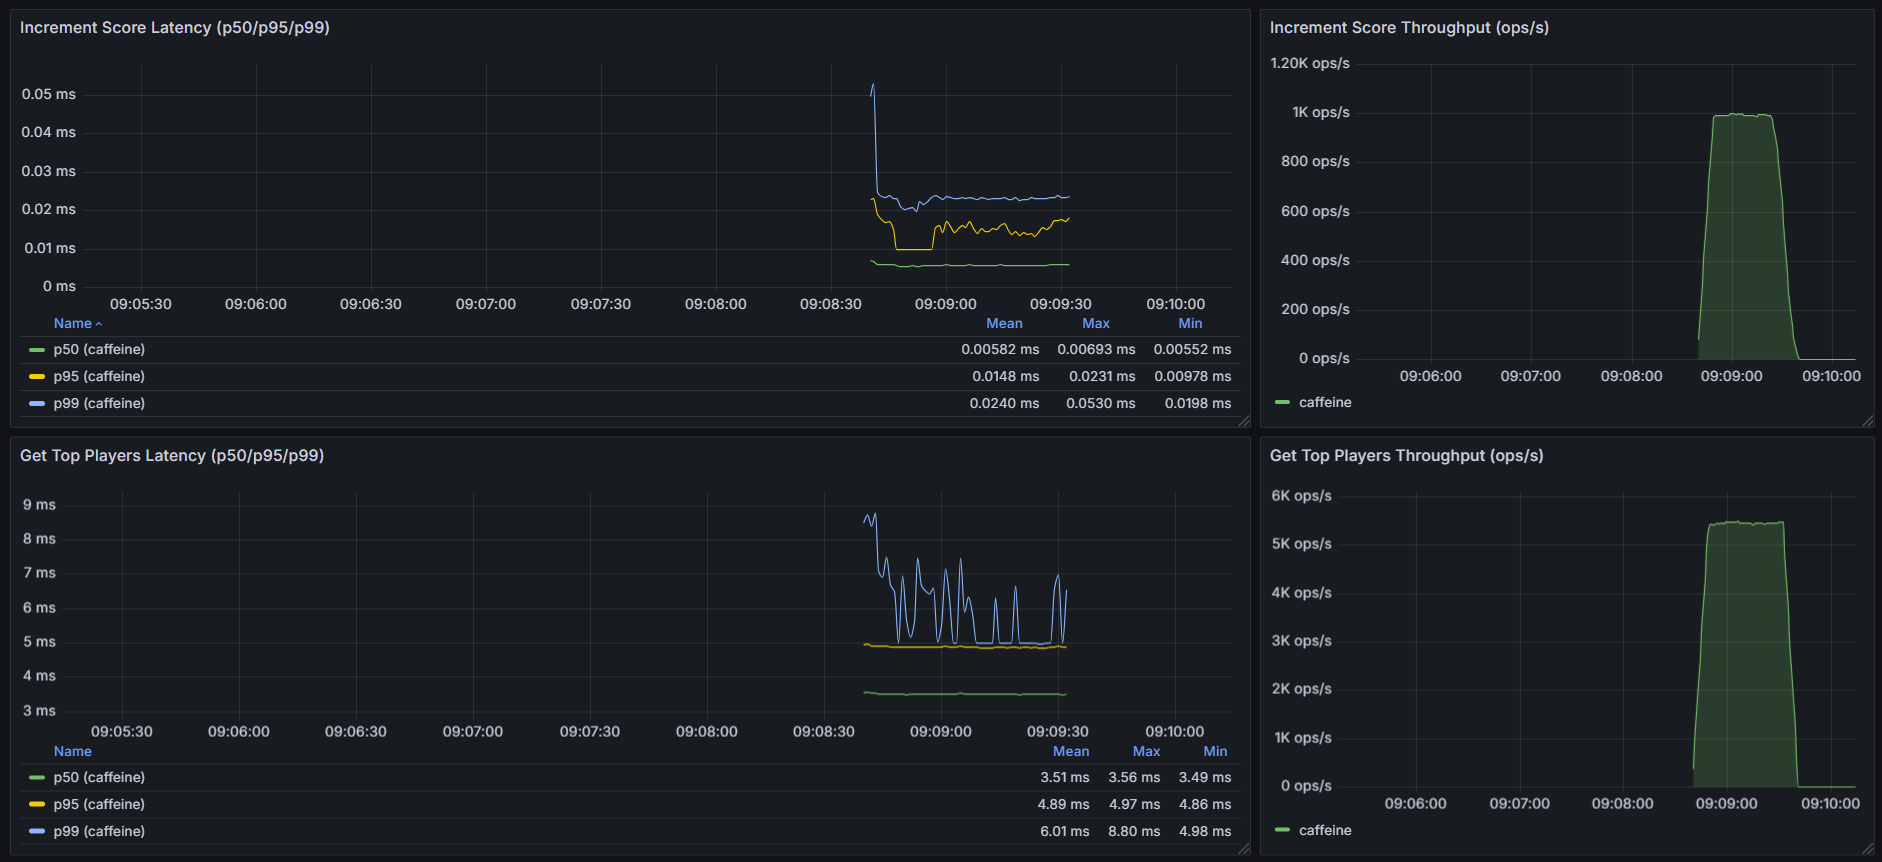 Increment Score Latency (p50/p95/p99)
0.05 ms
0.04 ms
0.03 ms
0.02 ms
0.01 ms
0 ms
09:05:30 09:06:00 09:06:30 09:07:00 09:07:30 09:08:00 09:08:30 09:09:00 09:09:30 09:10:00
Name Mean Max Min
p50 (caffeine) 0.00582 ms 0.00693 ms 0.00552 ms
p95 (caffeine) 0.0148 ms 0.0231 ms 0.00978 ms
p99 (caffeine) 0.0240 ms 0.0530 ms 0.0198 ms
Increment Score Throughput (ops/s)
1.20K ops/s
1K ops/s
800 ops/s
600 ops/s
400 ops/s
200 ops/s
0 ops/s
09:06:00 09:07:00 09:08:00 09:09:00 09:10:00
caffeine
Get Top Players Latency (p50/p95/p99)
9 ms
8 ms
7 ms
6 ms
5 ms
4 ms
3 ms
09:05:30 09:06:00 09:06:30 09:07:00 09:07:30 09:08:00 09:08:30 09:09:00 09:09:30 09:10:00
Name Mean Max Min
p50 (caffeine) 3.51 ms 3.56 ms 3.49 ms
p95 (caffeine) 4.89 ms 4.97 ms 4.86 ms
p99 (caffeine) 6.01 ms 8.80 ms 4.98 ms
Get Top Players Throughput (ops/s)
6K ops/s
5K ops/s
4K ops/s
3K ops/s
2K ops/s
1K ops/s
0 ops/s
09:06:00 09:07:00 09:08:00 09:09:00 09:10:00
caffeine